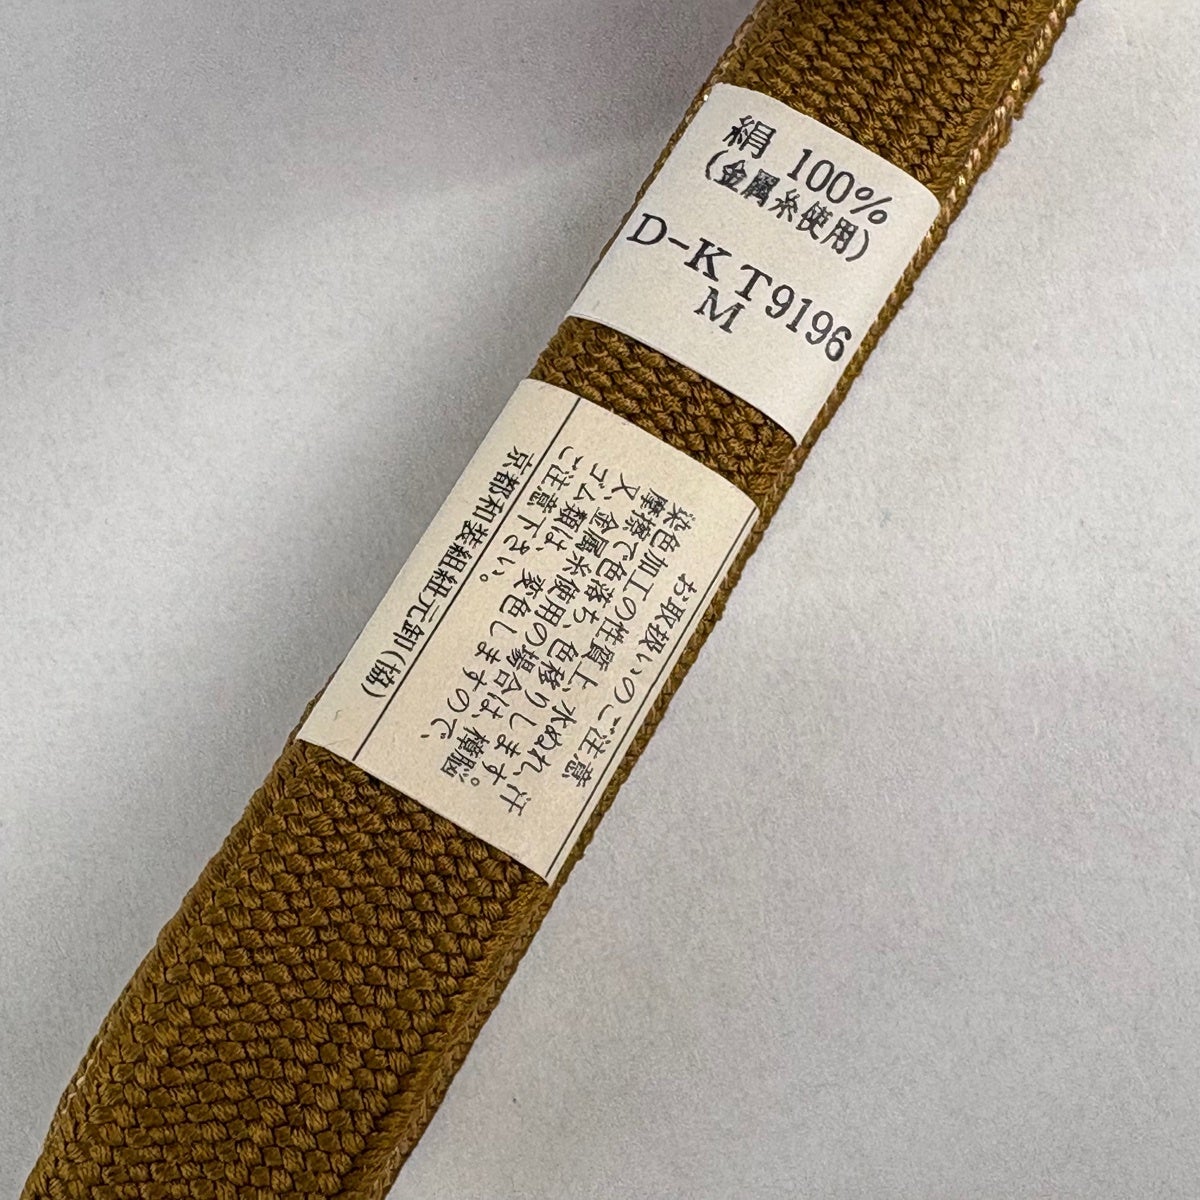 絹 100%
(金属糸使用)
D-KT9196
M
お取扱いのご注意
染色加工の性質上、水ぬれ、汗
摩擦で色落ち、色移りします。
又、金属糸使用の場合は、樟脳
ゴム類は、変色しますので、
ご注意下さい。
京都和装組紐元卸(協)